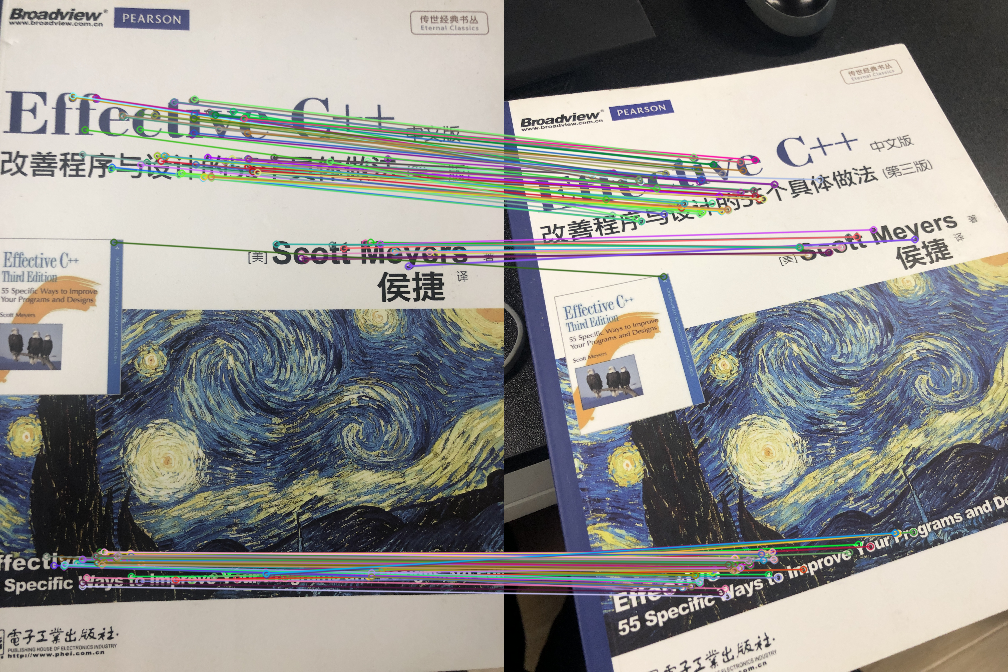 Broadview®
www.broadview.com.cn
PEARSON
传世经典书丛
Eternal Classics
Effective C++
中文版
改善程序与设计的
做法
[美] Scott Meyers 著
侯捷 译
Effective C++
Third Edition
55 Specific Ways to Improve
Your Programs and Designs
Scott Meyers
Effective
Specific Ways to Improve Your Programs and Designs
電子工業出版社.
PUBLISHING HOUSE OF ELECTRONICS INDUSTRY
http://www.phei.com.cn
传世经典书丛
Eternal Classics
Broadview®
www.broadview.com.cn
PEARSON
Effective C++ 中文版
改善程序与设计的55个具体做法 (第三版)
[美] Scott Meyers 著
侯捷 译
Effective C++
Third Edition
55 Specific Ways to Improve
Your Programs and Designs
Scott Meyers
Effective
55 Specific Ways to Improve Your Programs and De
電子工業出版社.
PUBLISHING HOUSE OF ELECTRONICS INDUSTRY